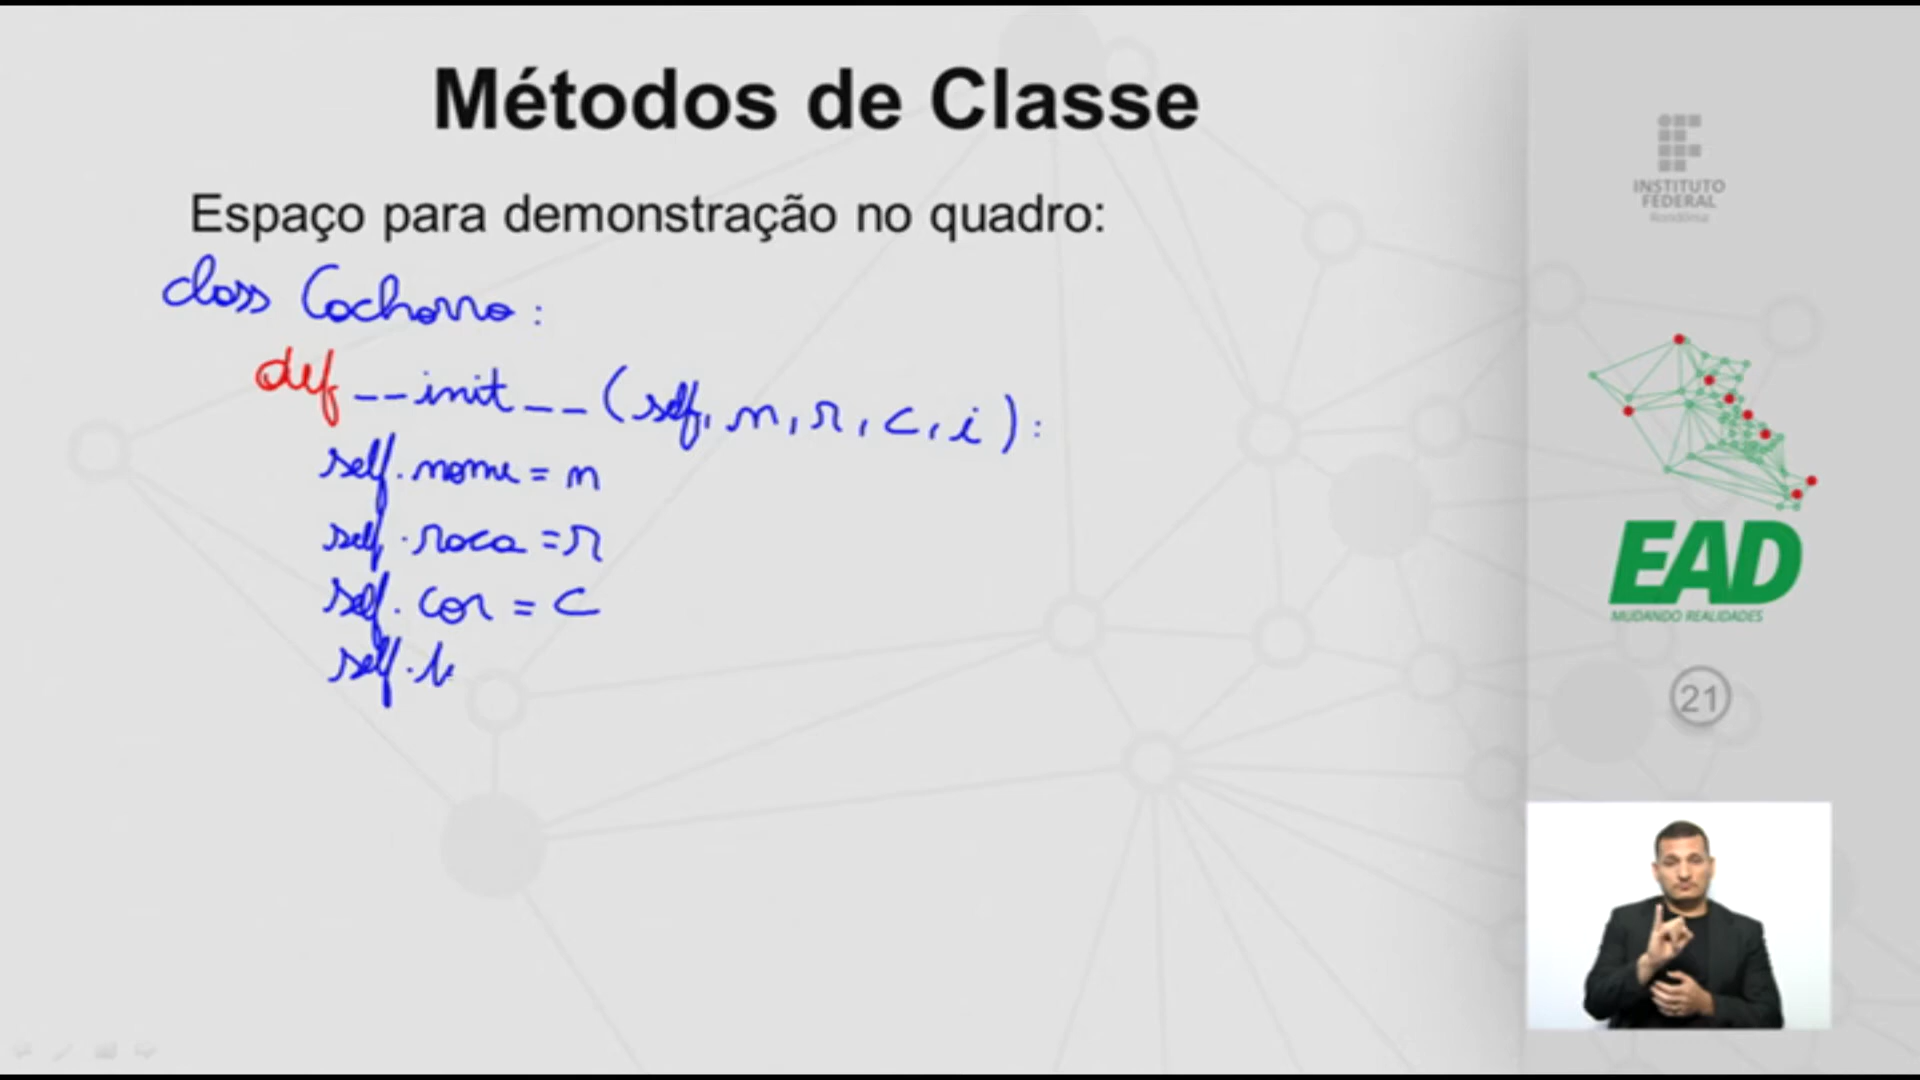 Métodos de Classe
Espaço para demonstração no quadro:
class Cachorro:
def __init__(self, n, r, c, i):
self.nome = n
self.raca = r
self.cor = c
self.
INSTITUTO
FEDERAL
Rondônia
EAD
MUDANDO REALIDADES
21